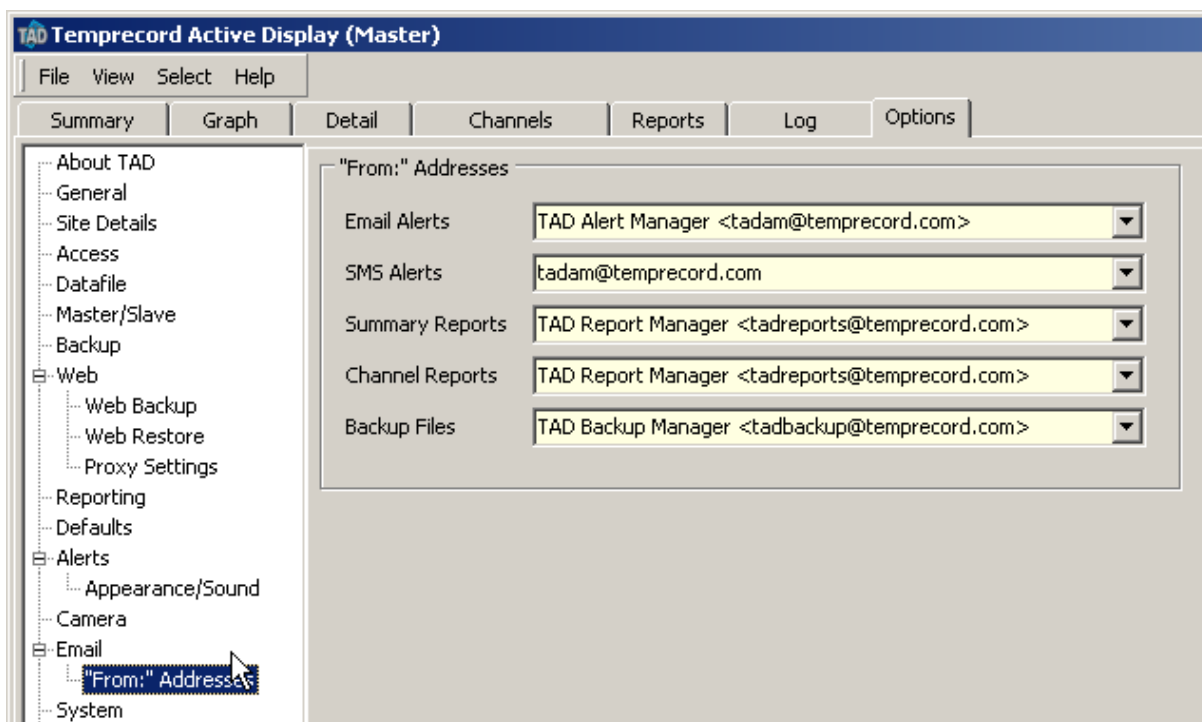 TAD Temprecord Active Display (Master)
File View Select Help
Summary Graph Detail Channels Reports Log Options
About TAD
General
Site Details
Access
Datafile
Master/Slave
Backup
Web
Web Backup
Web Restore
Proxy Settings
Reporting
Defaults
Alerts
Appearance/Sound
Camera
Email
"From:" Addresses
System
"From:" Addresses
Email Alerts TAD Alert Manager <tadam@temprecord.com>
SMS Alerts tadam@temprecord.com
Summary Reports TAD Report Manager <tadreports@temprecord.com>
Channel Reports TAD Report Manager <tadreports@temprecord.com>
Backup Files TAD Backup Manager <tadbackup@temprecord.com>